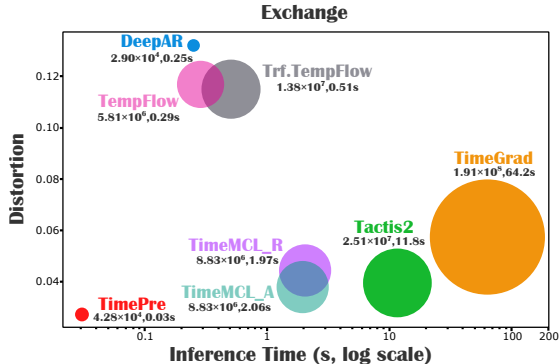 Exchange
DeepAR
2.90×10⁴,0.25s
Trf.TempFlow
1.38×10⁷,0.51s
TempFlow
5.81×10⁶,0.29s
TimeGrad
1.91×10⁸,64.2s
Tactis2
2.51×10⁷,11.8s
TimeMCL_R
8.83×10⁶,1.97s
TimeMCL_A
8.83×10⁶,2.06s
TimePre
4.28×10⁴,0.03s
Distortion
0.12
0.10
0.08
0.06
0.04
0.1
1
10
100
200
Inference Time (s, log scale)